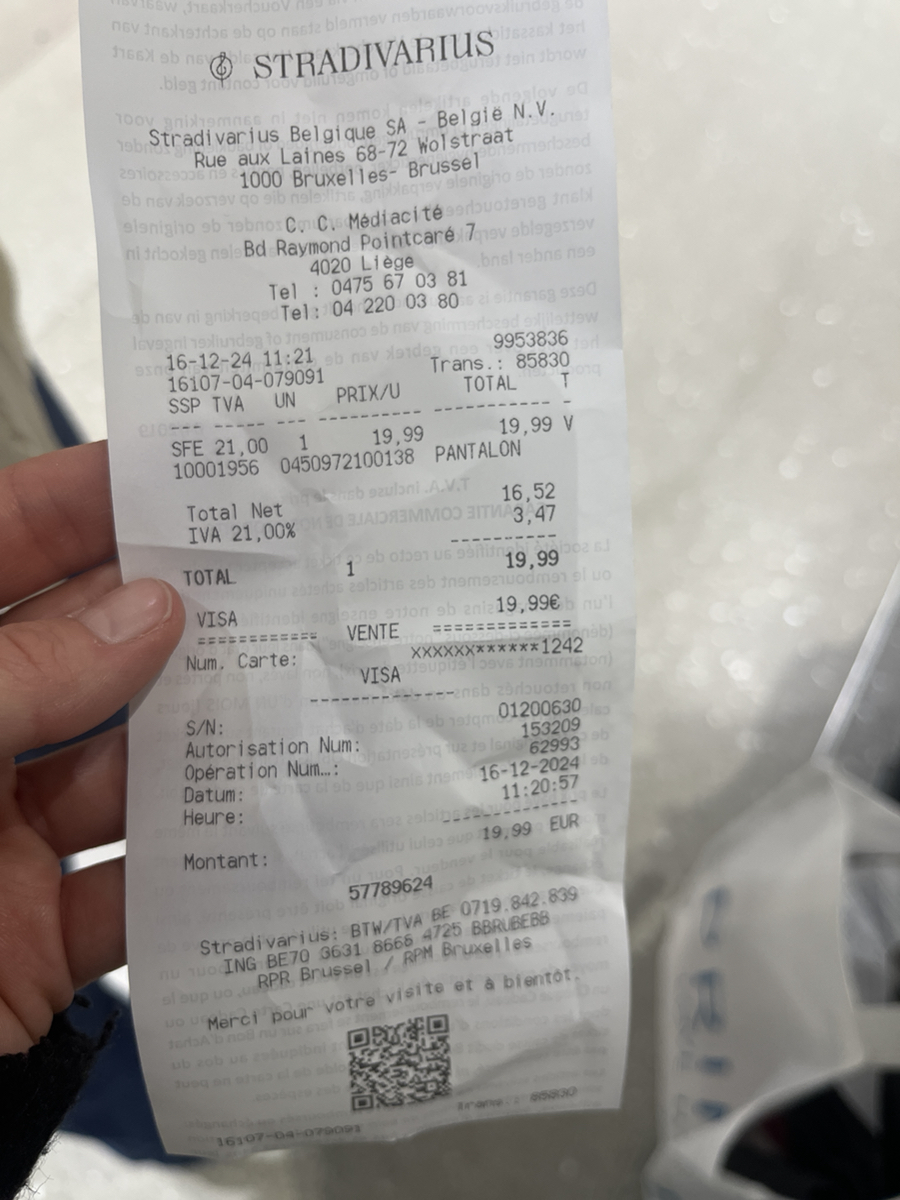 STRADIVARIUS
Stradivarius Belgique SA - België N.V.
Rue aux Laines 68-72 Wolstraat
1000 Bruxelles- Brussel
C. C. Médiacité
Bd Raymond Pointcaré 7
4020 Liège
Tel : 0475 67 03 81
Tel: 04 220 03 80
9953836
16-12-24 11:21 Trans.: 85830
16107-04-079091
SSP TVA UN PRIX/U TOTAL T
--- ----- --- ---------- ---------- -
SFE 21,00 1 19,99 19,99 V
10001956 0450972100138 PANTALON
Total Net 16,52
IVA 21,00% 3,47
----------
TOTAL 1 19,99
VISA 19,99€
============ VENTE =============
Num. Carte: XXXXXX******1242
VISA
---------------
S/N: 01200630
Autorisation Num: 153209
Opération Num…: 62993
Datum: 16-12-2024
Heure: 11:20:57
--------------
Montant: 19,99 EUR
57789624
Stradivarius: BTW/TVA BE 0719.842.839
ING BE70 3631 8666 4725 BBRUBEBB
RPR Brussel / RPM Bruxelles
Merci pour votre visite et à bientôt.
16107-04-079091 Trans.: 85830